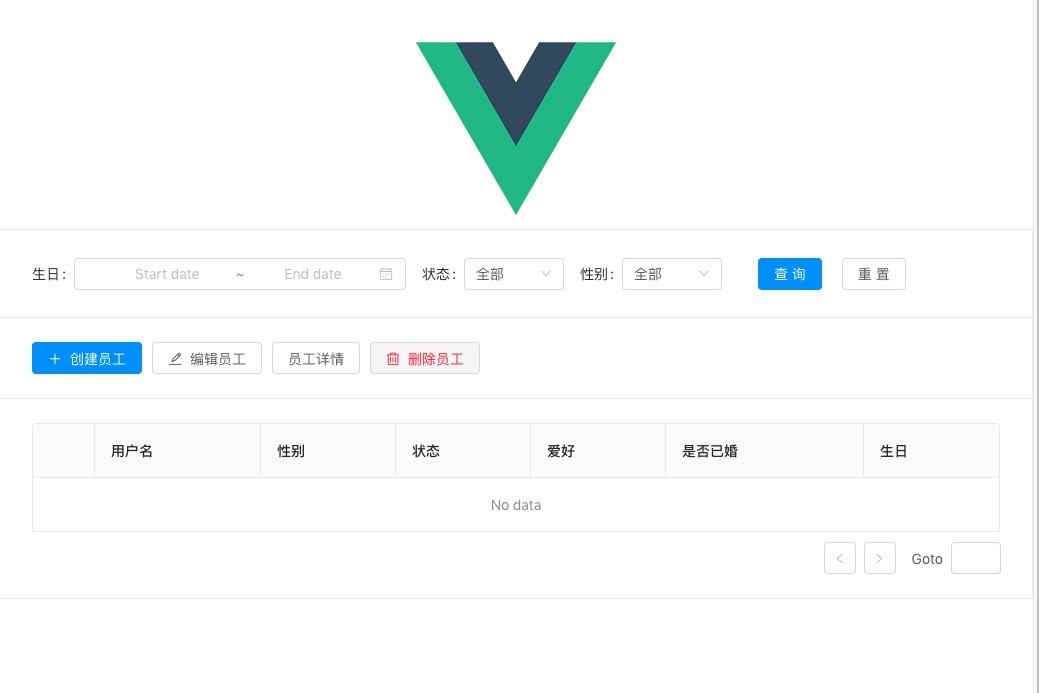 生日: Start date ~ End date 状态: 全部 性别: 全部 查 询 重 置
创建员工 编辑员工 员工详情 删除员工
用户名 性别 状态 爱好 是否已婚 生日
No data
< > Goto